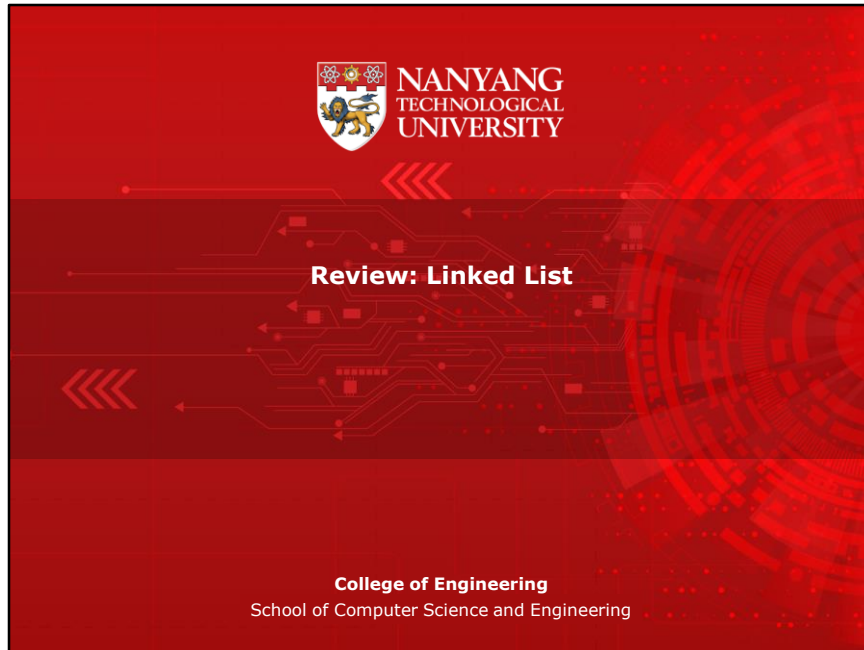 NANYANG
TECHNOLOGICAL
UNIVERSITY
Review: Linked List
College of Engineering
School of Computer Science and Engineering